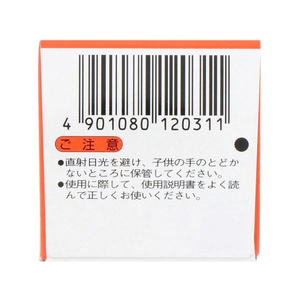 4 901080 120311
ご注意
●直射日光を避け、子供の手のとどか
ないところに保管してください。
●使用に際して、使用説明書をよく読
んで正しくお使いください。